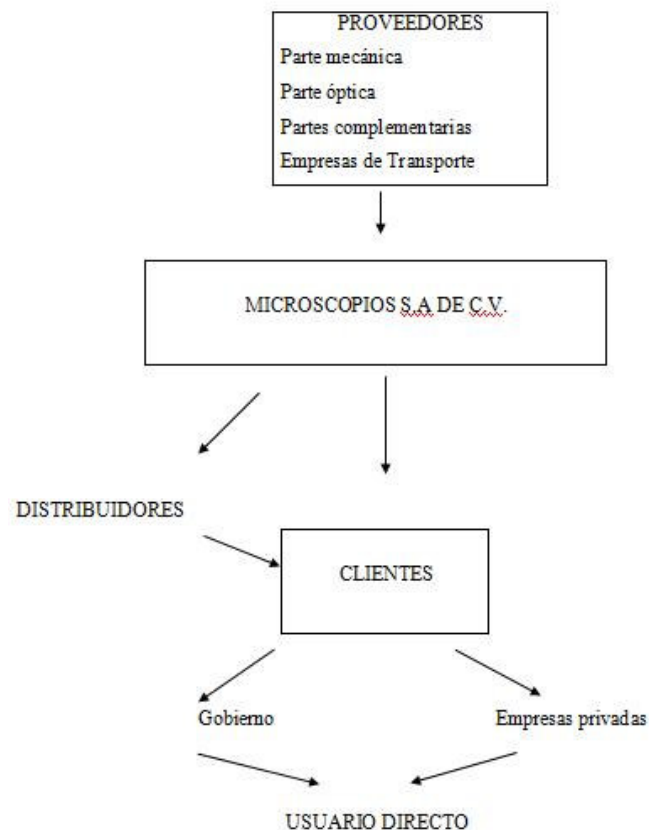 PROVEEDORES
Parte mecánica
Parte óptica
Partes complementarias
Empresas de Transporte
MICROSCOPIOS S.A DE C.V.
DISTRIBUIDORES
CLIENTES
Gobierno
Empresas privadas
USUARIO DIRECTO